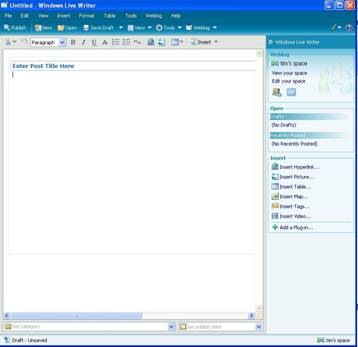 Untitled - Windows Live Writer
File Edit View Insert Format Table Tools Weblog Help
Publish New Open Save Draft View Tools Weblog
Paragraph B I U A Insert
Enter Post Title Here
Windows Live Writer
Weblog
tim's space
View your space
Edit your space
Open
Drafts
(No Drafts)
Recently Posted
(No Recently Posted)
Insert
Insert Hyperlink...
Insert Picture...
Insert Table...
Insert Map...
Insert Tags...
Insert Video...
Add a Plug-in...
Set category Set publish date
Draft - Unsaved tim's space